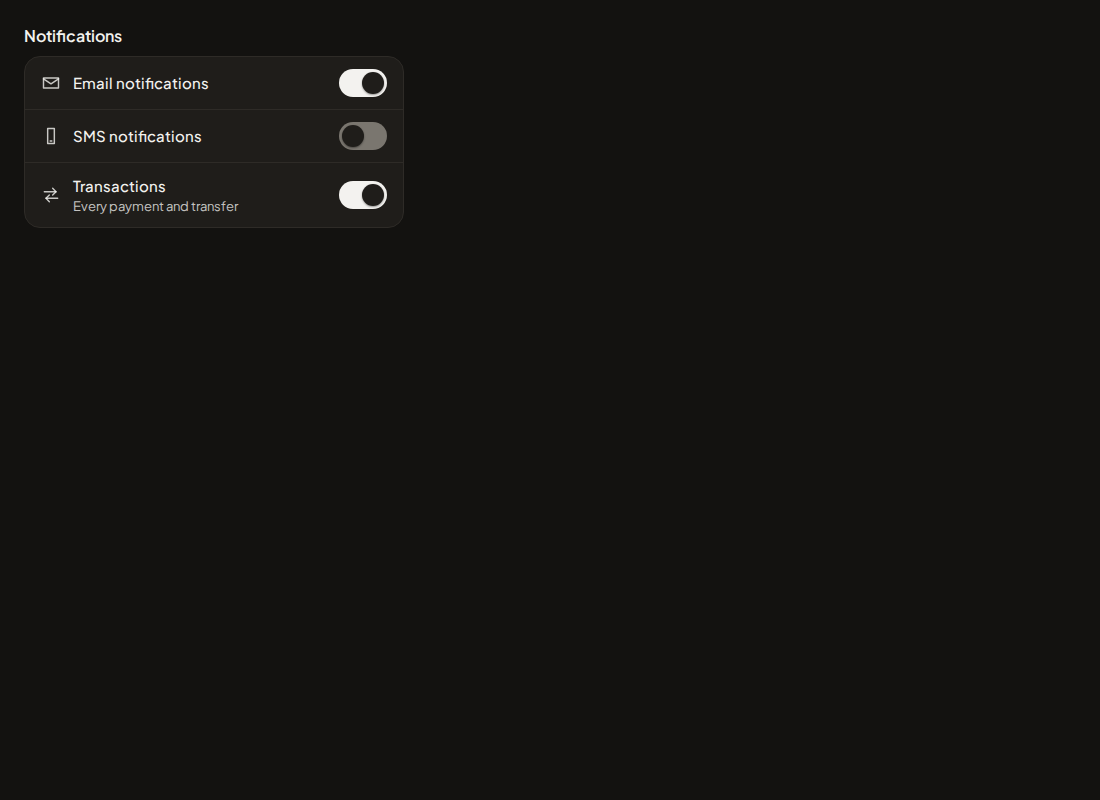 Notifications
Email notifications
SMS notifications
Transactions
Every payment and transfer